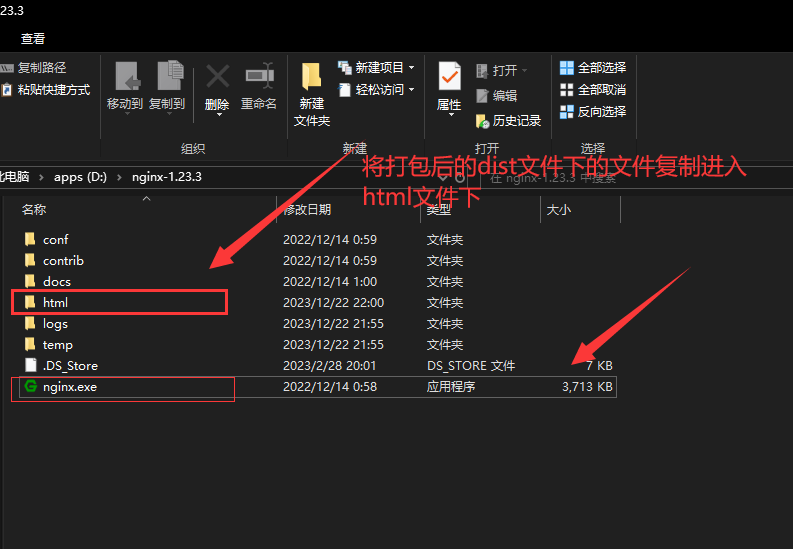 23.3
查看
复制路径
粘贴快捷方式
移动到 复制到
删除 重命名
新建
文件夹
新建项目
轻松访问
属性
打开
编辑
历史记录
全部选择
全部取消
反向选择
组织 新建 打开 选择
将打包后的dist文件下的文件复制进入
html文件下
此电脑 apps (D:) nginx-1.23.3 在 nginx-1.23.3 中搜索
名称 修改日期 类型 大小
conf 2022/12/14 0:59 文件夹
contrib 2022/12/14 0:59 文件夹
docs 2022/12/14 1:00 文件夹
html 2023/12/22 22:00 文件夹
logs 2023/12/22 21:55 文件夹
temp 2023/12/22 21:55 文件夹
.DS_Store 2023/2/28 20:01 DS_STORE 文件 7 KB
nginx.exe 2022/12/14 0:58 应用程序 3,713 KB